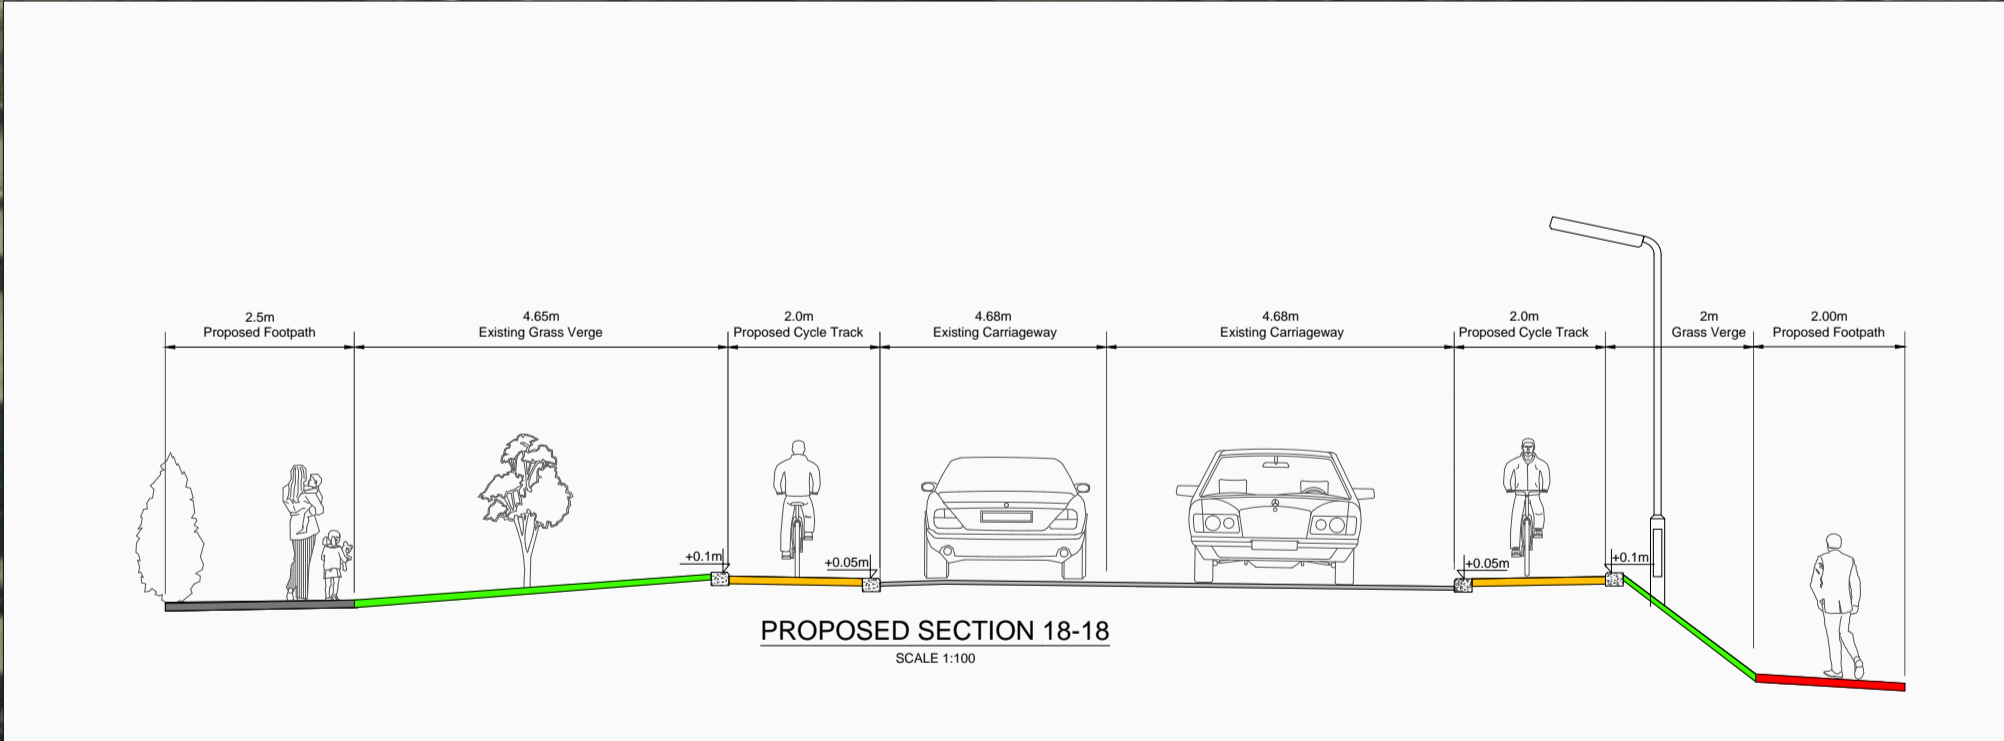 2.5m
Proposed Footpath
4.65m
Existing Grass Verge
2.0m
Proposed Cycle Track
4.68m
Existing Carriageway
4.68m
Existing Carriageway
2.0m
Proposed Cycle Track
2m
Grass Verge
2.00m
Proposed Footpath
+0.1m
+0.05m
+0.05m
+0.1m
PROPOSED SECTION 18-18
SCALE 1:100